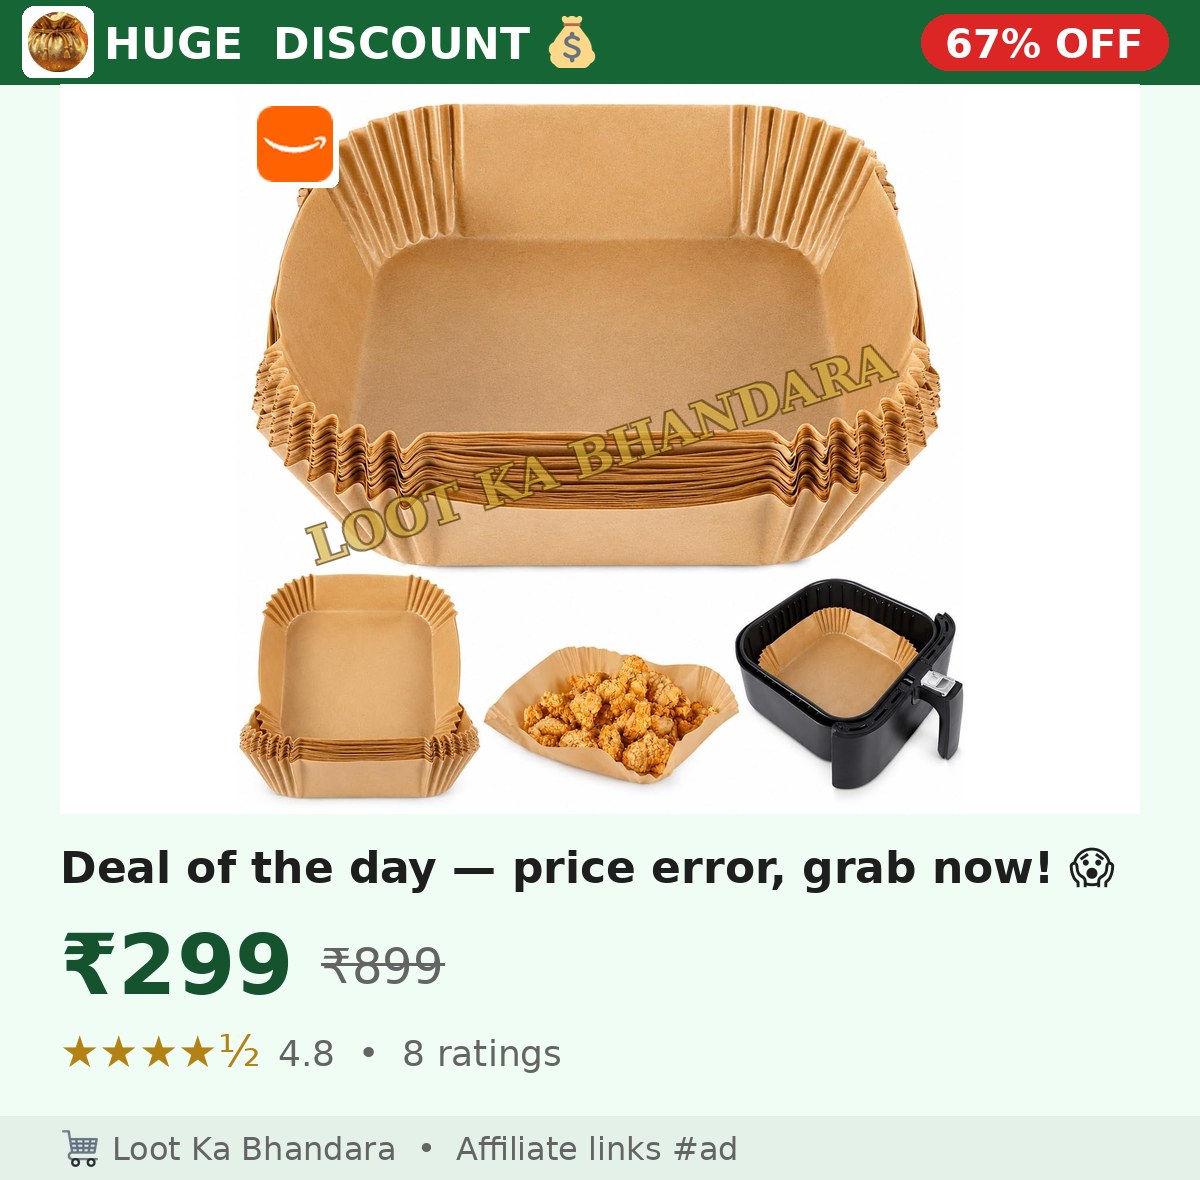 HUGE DISCOUNT 💰
67% OFF
LOOT KA BHANDARA
Deal of the day — price error, grab now! 😱
₹299 ₹899
★★★★½ 4.8 • 8 ratings
🛒 Loot Ka Bhandara • Affiliate links #ad